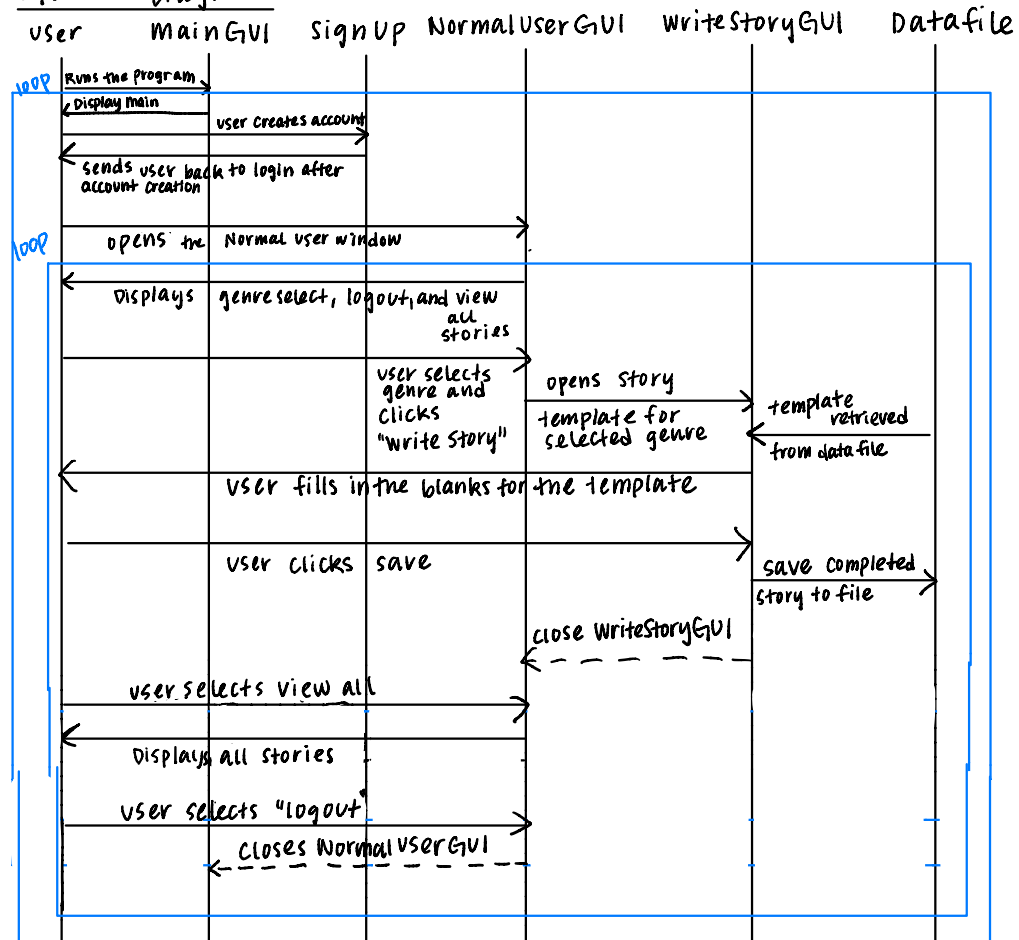 user MainGUI SignUp NormalUserGUI WriteStoryGUI Datafile
loop
Runs the program
Display main
user creates account
sends user back to login after
account creation
loop
opens the Normal user window
Displays genre select, logout, and view
all
stories
user selects
genre and
clicks
"Write Story"
opens story
template for
selected genre
template
retrieved
from datafile
user fills in the blanks for the template
user clicks save
save completed
story to file
close WriteStoryGUI
user selects view all
Displays all stories
user selects "logout"
closes NormalUserGUI